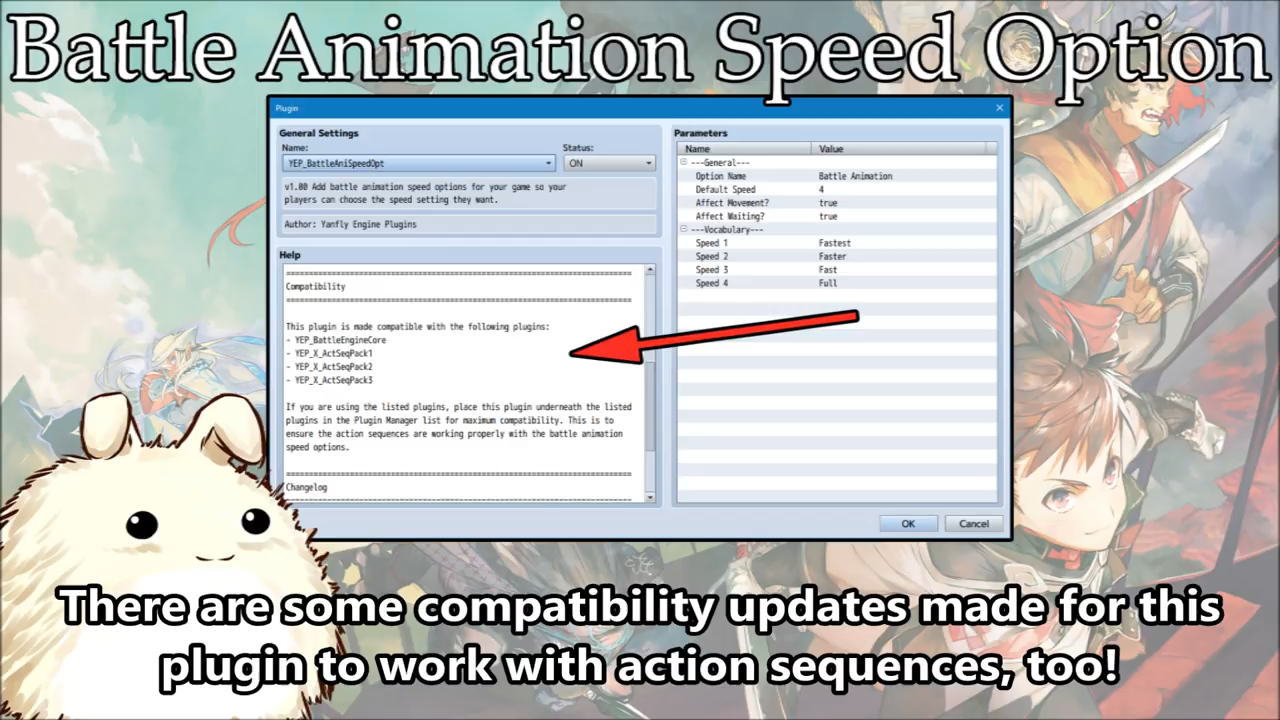 Battle Animation Speed Option
Plugin
General Settings
Name:
Status:
YEP_BattleAniSpeedOpt
ON
v1.00 Add battle animation speed options for your game so your
players can choose the speed setting they want.
Author: Yanfly Engine Plugins
Help
================================================================================
Compatibility
================================================================================
This plugin is made compatible with the following plugins:
- YEP_BattleEngineCore
- YEP_X_ActSeqPack1
- YEP_X_ActSeqPack2
- YEP_X_ActSeqPack3
If you are using the listed plugins, place this plugin underneath the listed
plugins in the Plugin Manager list for maximum compatibility. This is to
ensure the action sequences are working properly with the battle animation
speed options.
================================================================================
Changelog
================================================================================
Parameters
Name Value
---General---
Option Name Battle Animation
Default Speed 4
Affect Movement? true
Affect Waiting? true
---Vocabulary---
Speed 1 Fastest
Speed 2 Faster
Speed 3 Fast
Speed 4 Full
OK Cancel
There are some compatibility updates made for this
plugin to work with action sequences, too!